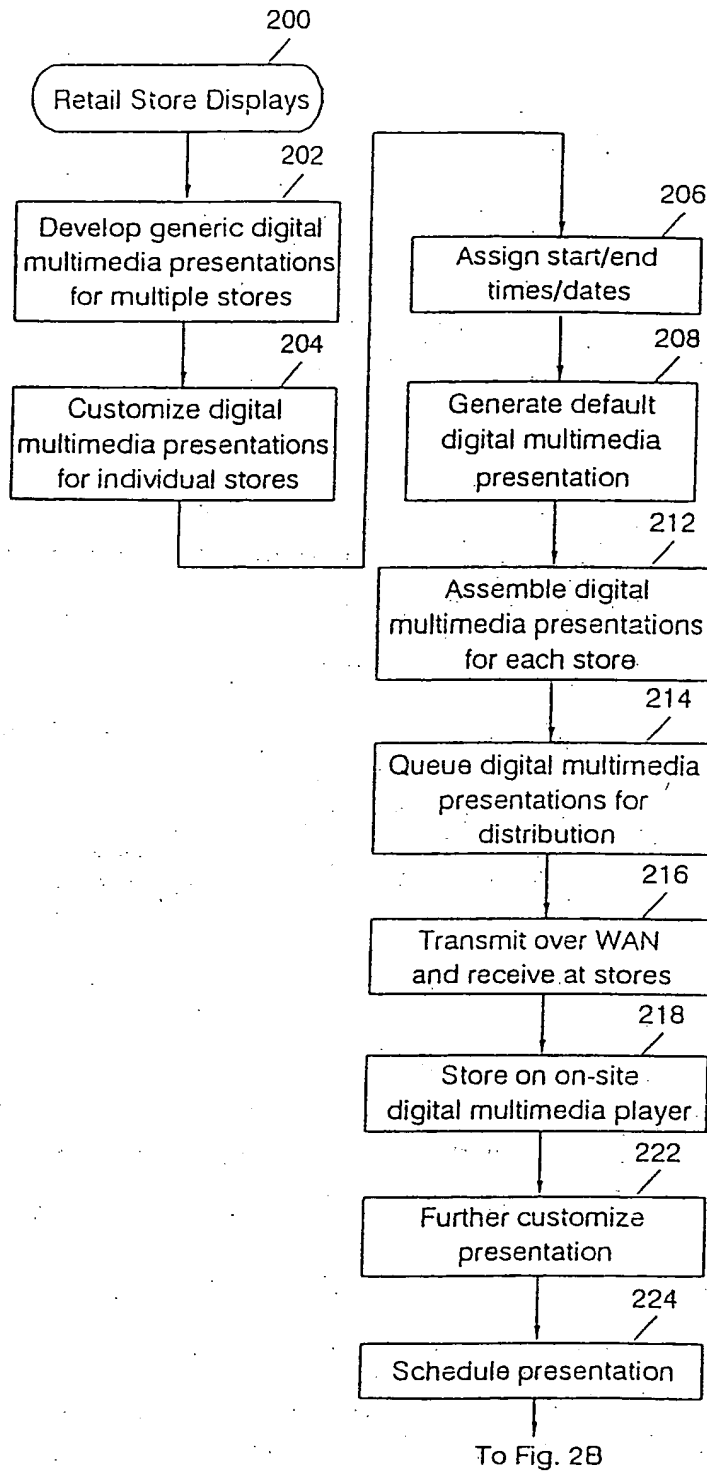 200
Retail Store Displays
202
Develop generic digital
multimedia presentations
for multiple stores
204
Customize digital
multimedia presentations
for individual stores
206
Assign start/end
times/dates
208
Generate default
digital multimedia
presentation
212
Assemble digital
multimedia presentations
for each store
214
Queue digital multimedia
presentations for
distribution
216
Transmit over WAN
and receive at stores
218
Store on on-site
digital multimedia player
222
Further customize
presentation
224
Schedule presentation
To Fig. 2B